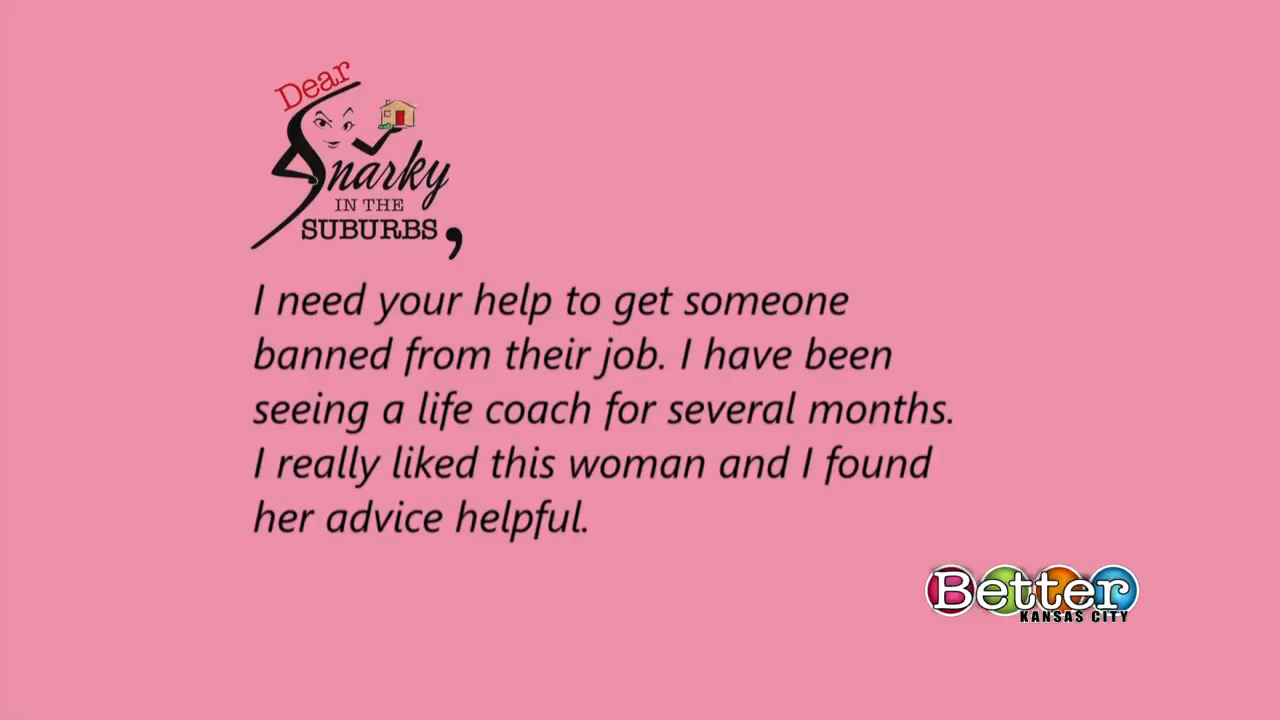 Dear
Snarky
IN THE
SUBURBS,
I need your help to get someone
banned from their job. I have been
seeing a life coach for several months.
I really liked this woman and I found
her advice helpful.
Better
KANSAS CITY